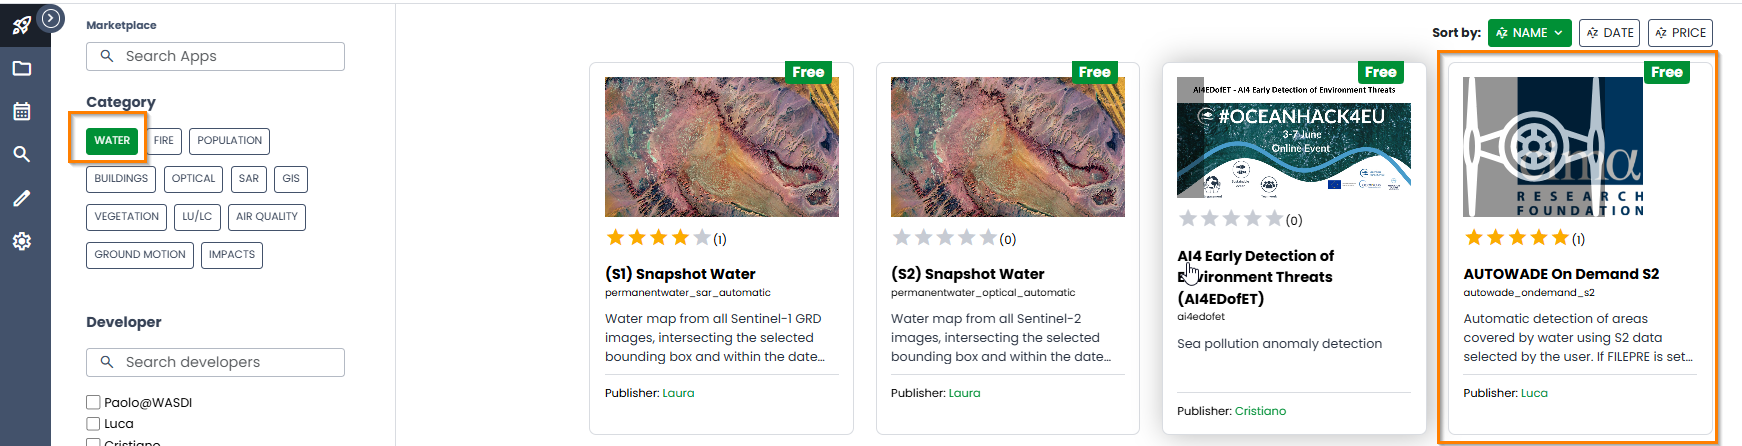 Marketplace
Search Apps
Category
WATER
FIRE
POPULATION
BUILDINGS
OPTICAL
SAR
GIS
VEGETATION
LU/LC
AIR QUALITY
GROUND MOTION
IMPACTS
Developer
Search developers
Paolo@WASDI
Luca
Cristiano
Sort by:
NAME
DATE
PRICE
Free
(1)
(S1) Snapshot Water
permanentwater_sar_automatic
Water map from all Sentinel-1 GRD
images, intersecting the selected
bounding box and within the date...
Publisher: Laura
Free
(0)
(S2) Snapshot Water
permanentwater_optical_automatic
Water map from all Sentinel-2
images, intersecting the selected
bounding box and within the date...
Publisher: Laura
Free
AI4EDofET - AI4 Early Detection of Environment Threats
#OCEANHACK4EU
3-7 June
Online Event
(0)
AI4 Early Detection of
Environment Threats
(AI4EDofET)
ai4edofet
Sea pollution anomaly detection
Publisher: Cristiano
Free
RESEARCH
FOUNDATION
(1)
AUTOWADE On Demand S2
autowade_ondemand_s2
Automatic detection of areas
covered by water using S2 data
selected by the user. If FILEPRE is set...
Publisher: Luca